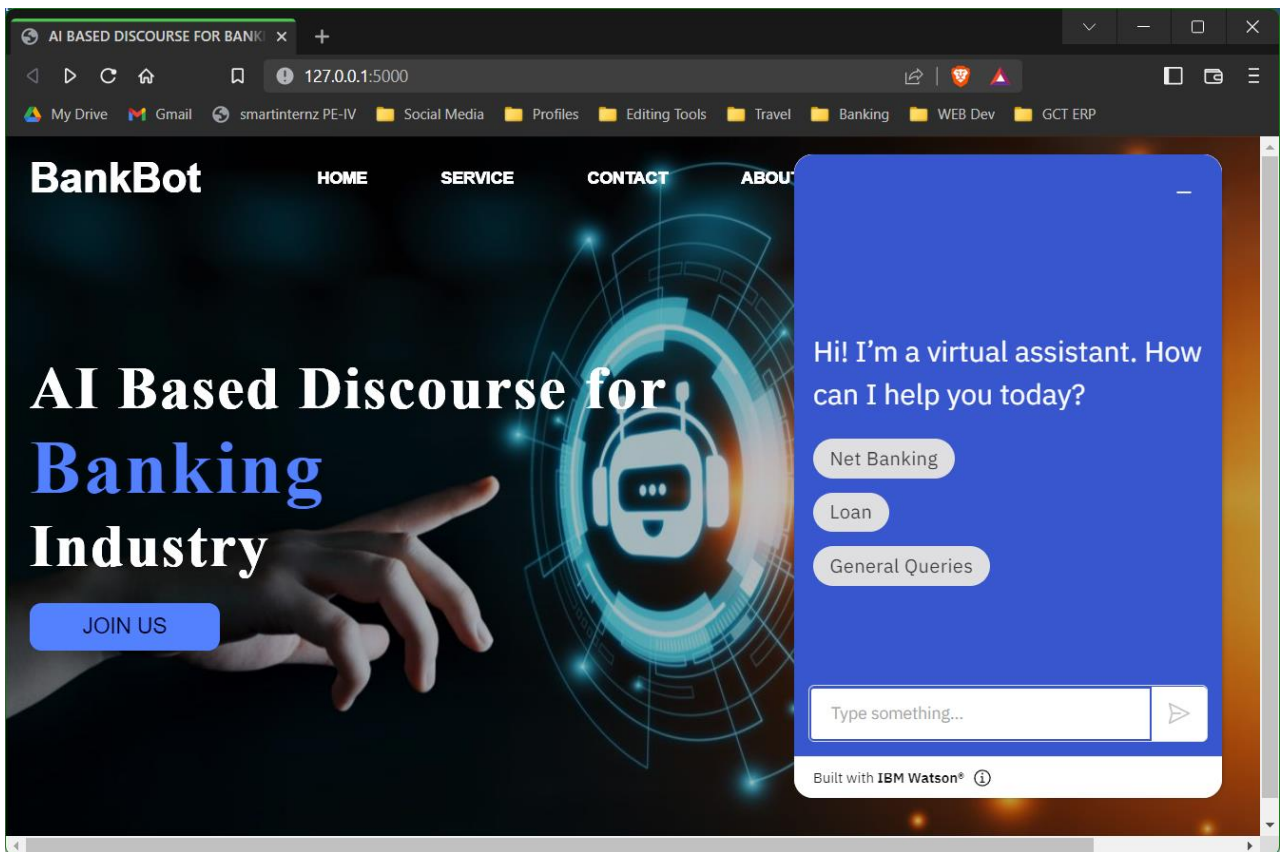 AI BASED DISCOURSE FOR BANKI
127.0.0.1:5000
My Drive Gmail smartinternz PE-IV Social Media Profiles Editing Tools Travel Banking WEB Dev GCT ERP
BankBot HOME SERVICE CONTACT ABOU
AI Based Discourse for
Banking
Industry
JOIN US
Hi! I’m a virtual assistant. How
can I help you today?
Net Banking
Loan
General Queries
Type something...
Built with IBM Watson®